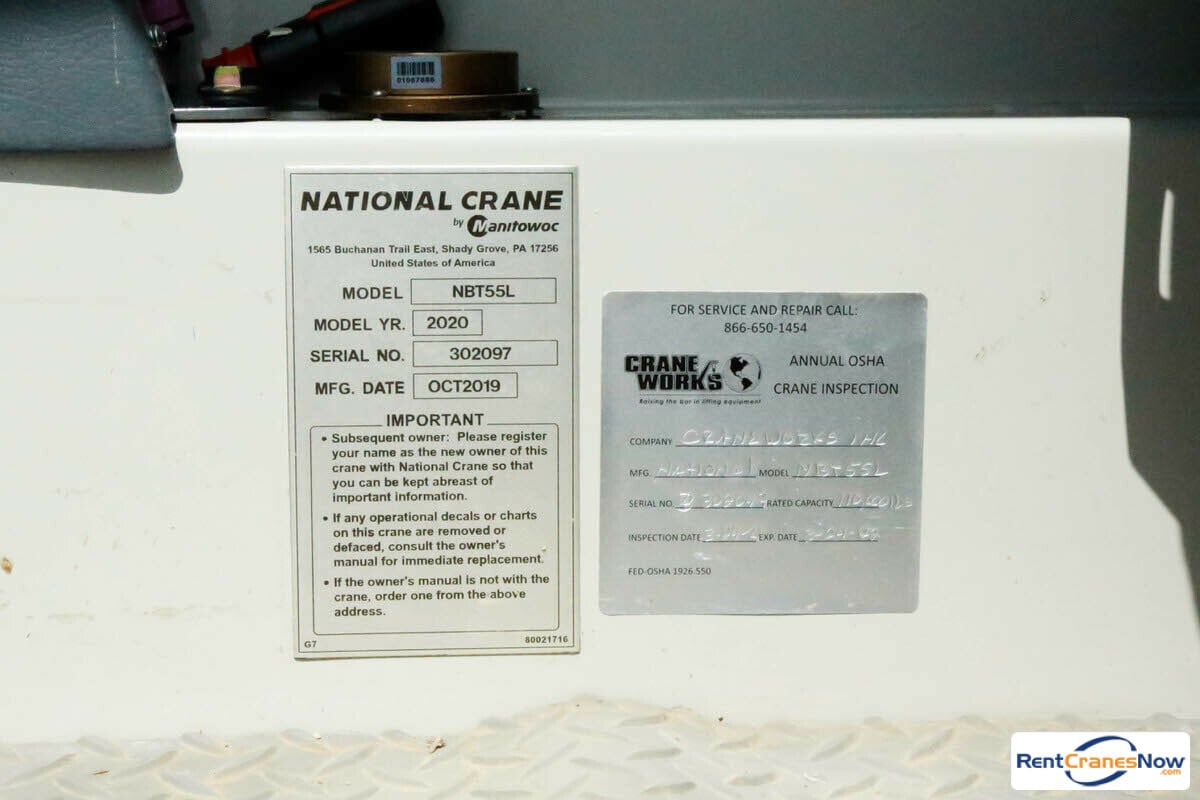 01067886
NATIONAL CRANE
by Manitowoc
1565 Buchanan Trail East, Shady Grove, PA 17256
United States of America
MODEL NBT55L
MODEL YR. 2020
SERIAL NO. 302097
MFG. DATE OCT2019
IMPORTANT
• Subsequent owner: Please register
your name as the new owner of this
crane with National Crane so that
you can be kept abreast of
important information.
• If any operational decals or charts
on this crane are removed or
defaced, consult the owner's
manual for immediate replacement.
• If the owner's manual is not with the
crane, order one from the above
address.
G7 80021716
FOR SERVICE AND REPAIR CALL:
866-650-1454
CRANE WORKS
Raising the bar in lifting equipment
ANNUAL OSHA
CRANE INSPECTION
COMPANY CRANEWORKS INC
MFG. National MODEL NBT55L
SERIAL NO. RATED CAPACITY
INSPECTION DATE EXP. DATE
FED-OSHA 1926.550
RentCranesNow
.com